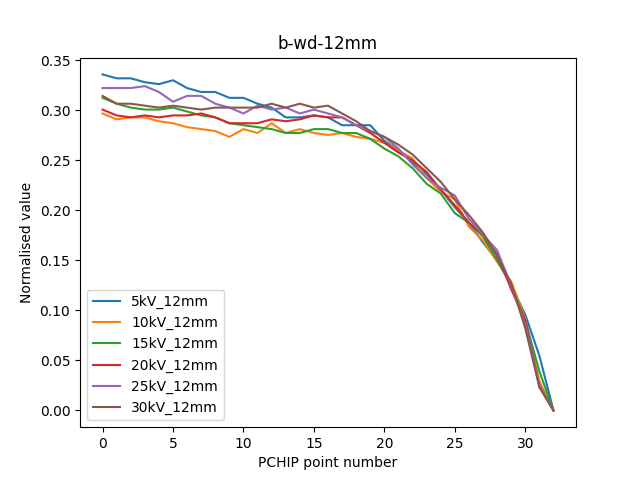 b-wd-12mm
Normalised value
0.35
0.30
0.25
0.20
0.15
0.10
0.05
0.00
5kV_12mm
10kV_12mm
15kV_12mm
20kV_12mm
25kV_12mm
30kV_12mm
0 5 10 15 20 25 30
PCHIP point number